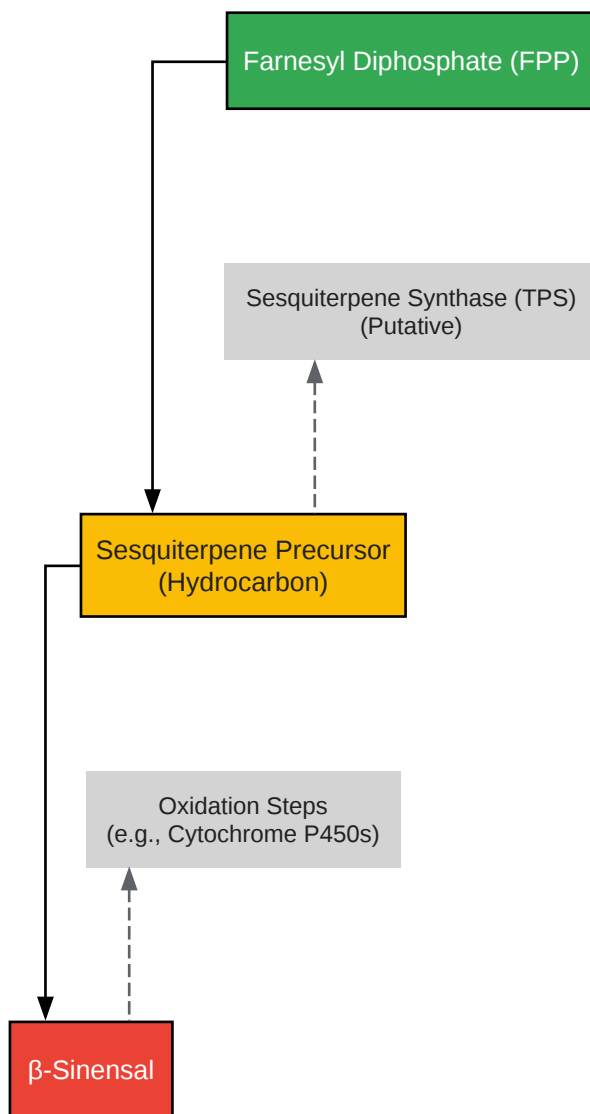 Farnesyl Diphosphate (FPP)
Sesquiterpene Synthase (TPS)
(Putative)
Sesquiterpene Precursor
(Hydrocarbon)
Oxidation Steps
(e.g., Cytochrome P450s)
β-Sinensal